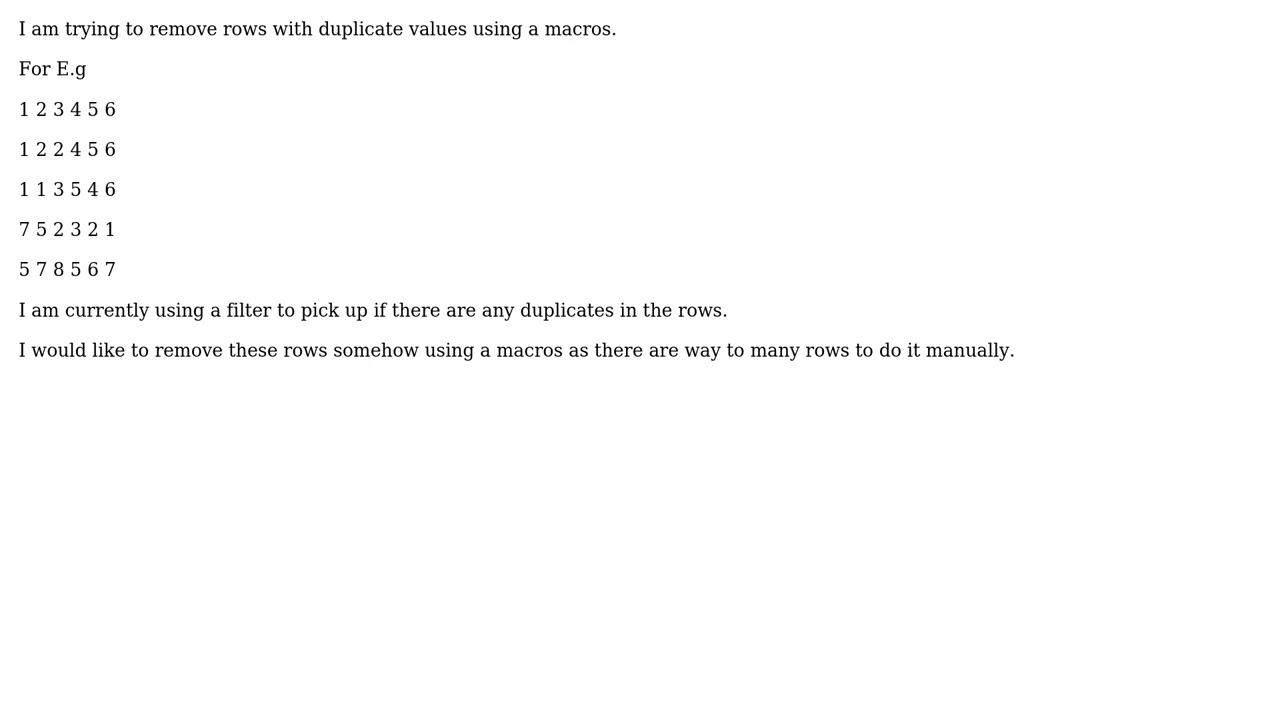 I am trying to remove rows with duplicate values using a macros.
For E.g
1 2 3 4 5 6
1 2 2 4 5 6
1 1 3 5 4 6
7 5 2 3 2 1
5 7 8 5 6 7
I am currently using a filter to pick up if there are any duplicates in the rows.
I would like to remove these rows somehow using a macros as there are way to many rows to do it manually.